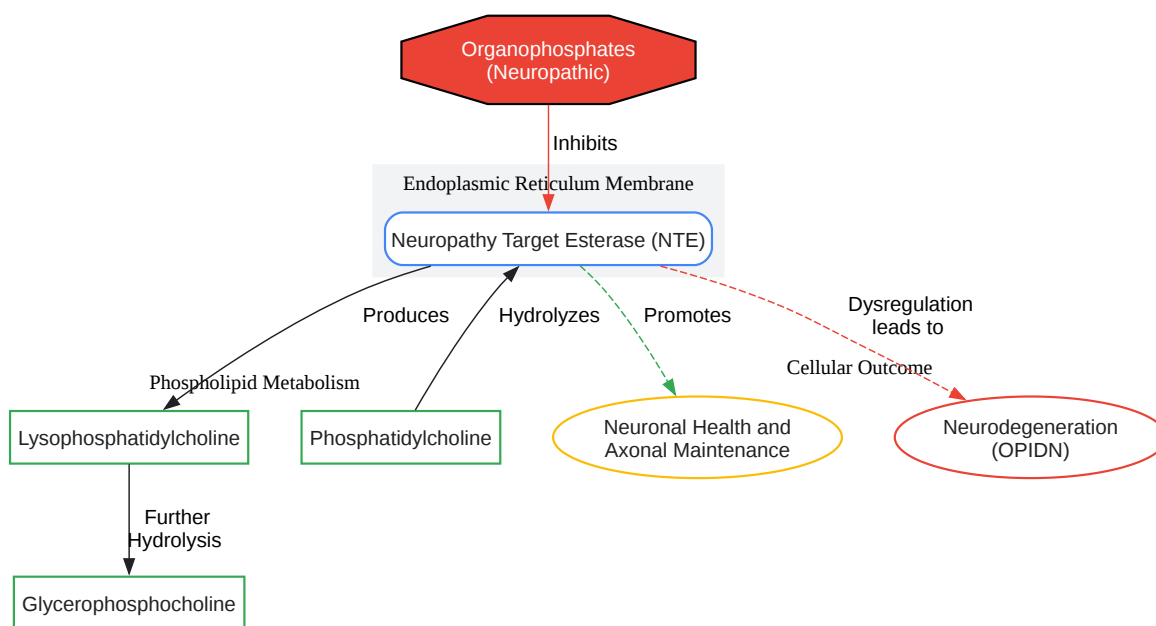 Organophosphates
(Neuropathic)
Inhibits
Endoplasmic Reticulum Membrane
Neuropathy Target Esterase (NTE)
Produces
Hydrolyzes
Promotes
Dysregulation
leads to
Phospholipid Metabolism
Cellular Outcome
Lysophosphatidylcholine
Phosphatidylcholine
Neuronal Health and
Axonal Maintenance
Neurodegeneration
(OPIDN)
Further
Hydrolysis
Glycerophosphocholine